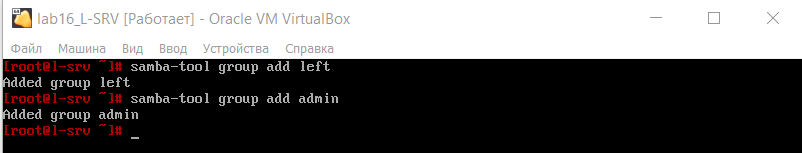 lab16_L-SRV [Работает] - Oracle VM VirtualBox
Файл Машина Вид Ввод Устройства Справка
[root@l-srv ~]# samba-tool group add left
Added group left
[root@l-srv ~]# samba-tool group add admin
Added group admin
[root@l-srv ~]# _